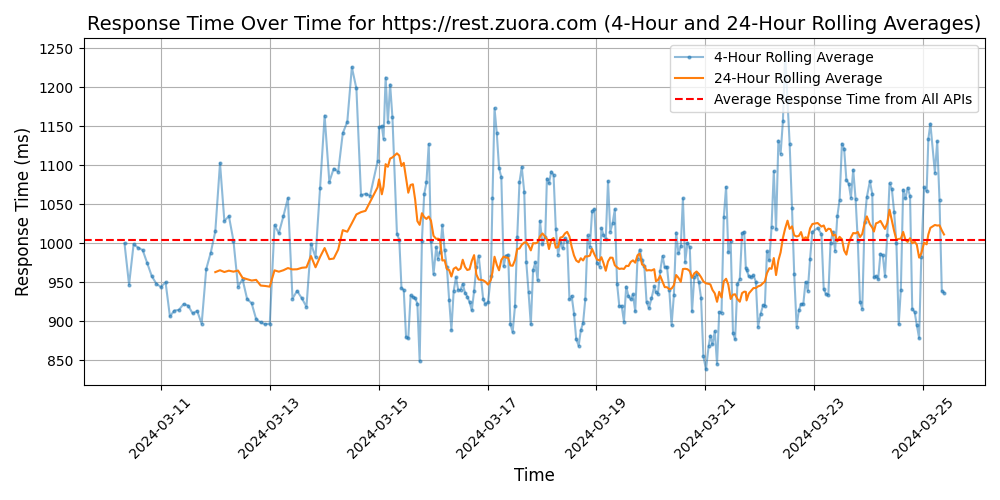 Response Time Over Time for https://rest.zuora.com (4-Hour and 24-Hour Rolling Averages)
4-Hour Rolling Average
24-Hour Rolling Average
Average Response Time from All APIs
Response Time (ms)
1250
1200
1150
1100
1050
1000
950
900
850
2024-03-11
2024-03-13
2024-03-15
2024-03-17
2024-03-19
2024-03-21
2024-03-23
2024-03-25
Time